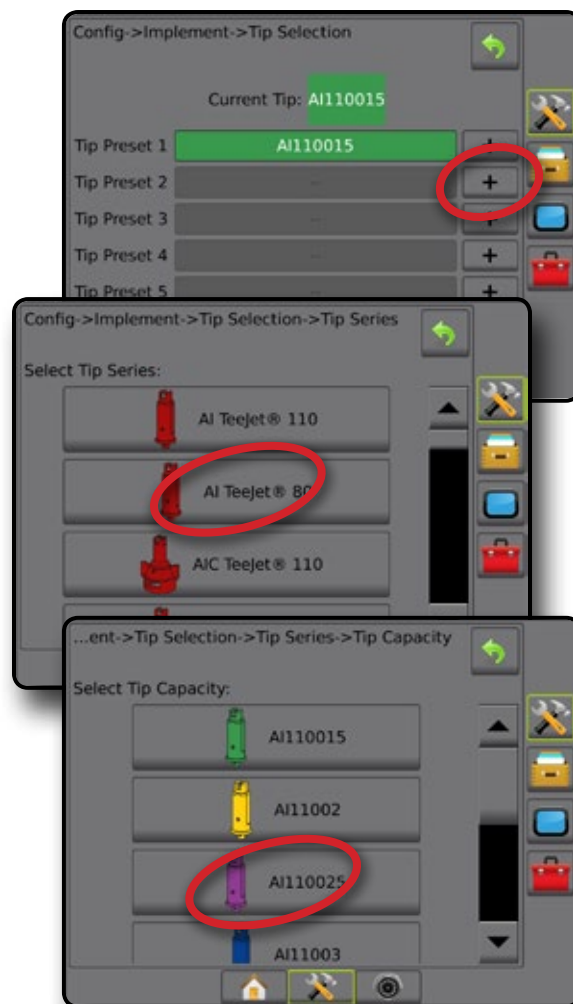 Config->Implement->Tip Selection
Current Tip: AI110015
Tip Preset 1 AI110015 +
Tip Preset 2 -- +
Tip Preset 3 -- +
Tip Preset 4 -- +
Tip Preset 5 -- +
Config->Implement->Tip Selection->Tip Series
Select Tip Series:
AI TeeJet® 110
AI TeeJet® 80
AIC TeeJet® 110
...ent->Tip Selection->Tip Series->Tip Capacity
Select Tip Capacity:
AI110015
AI11002
AI110025
AI11003